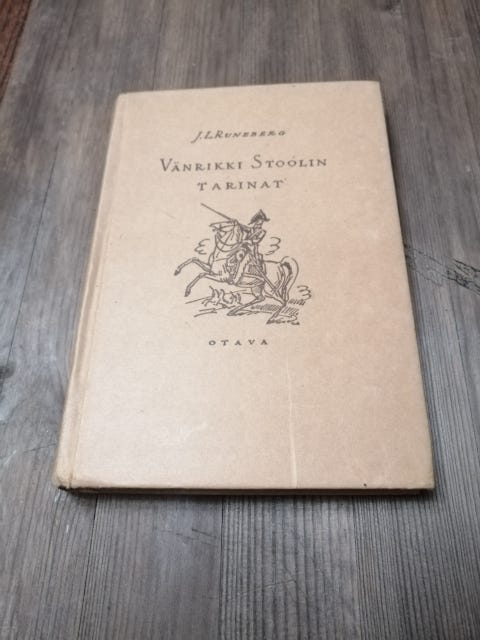 J.L.RUNEBERG
VÄNRIKKI STOOLIN
TARINAT
OTAVA